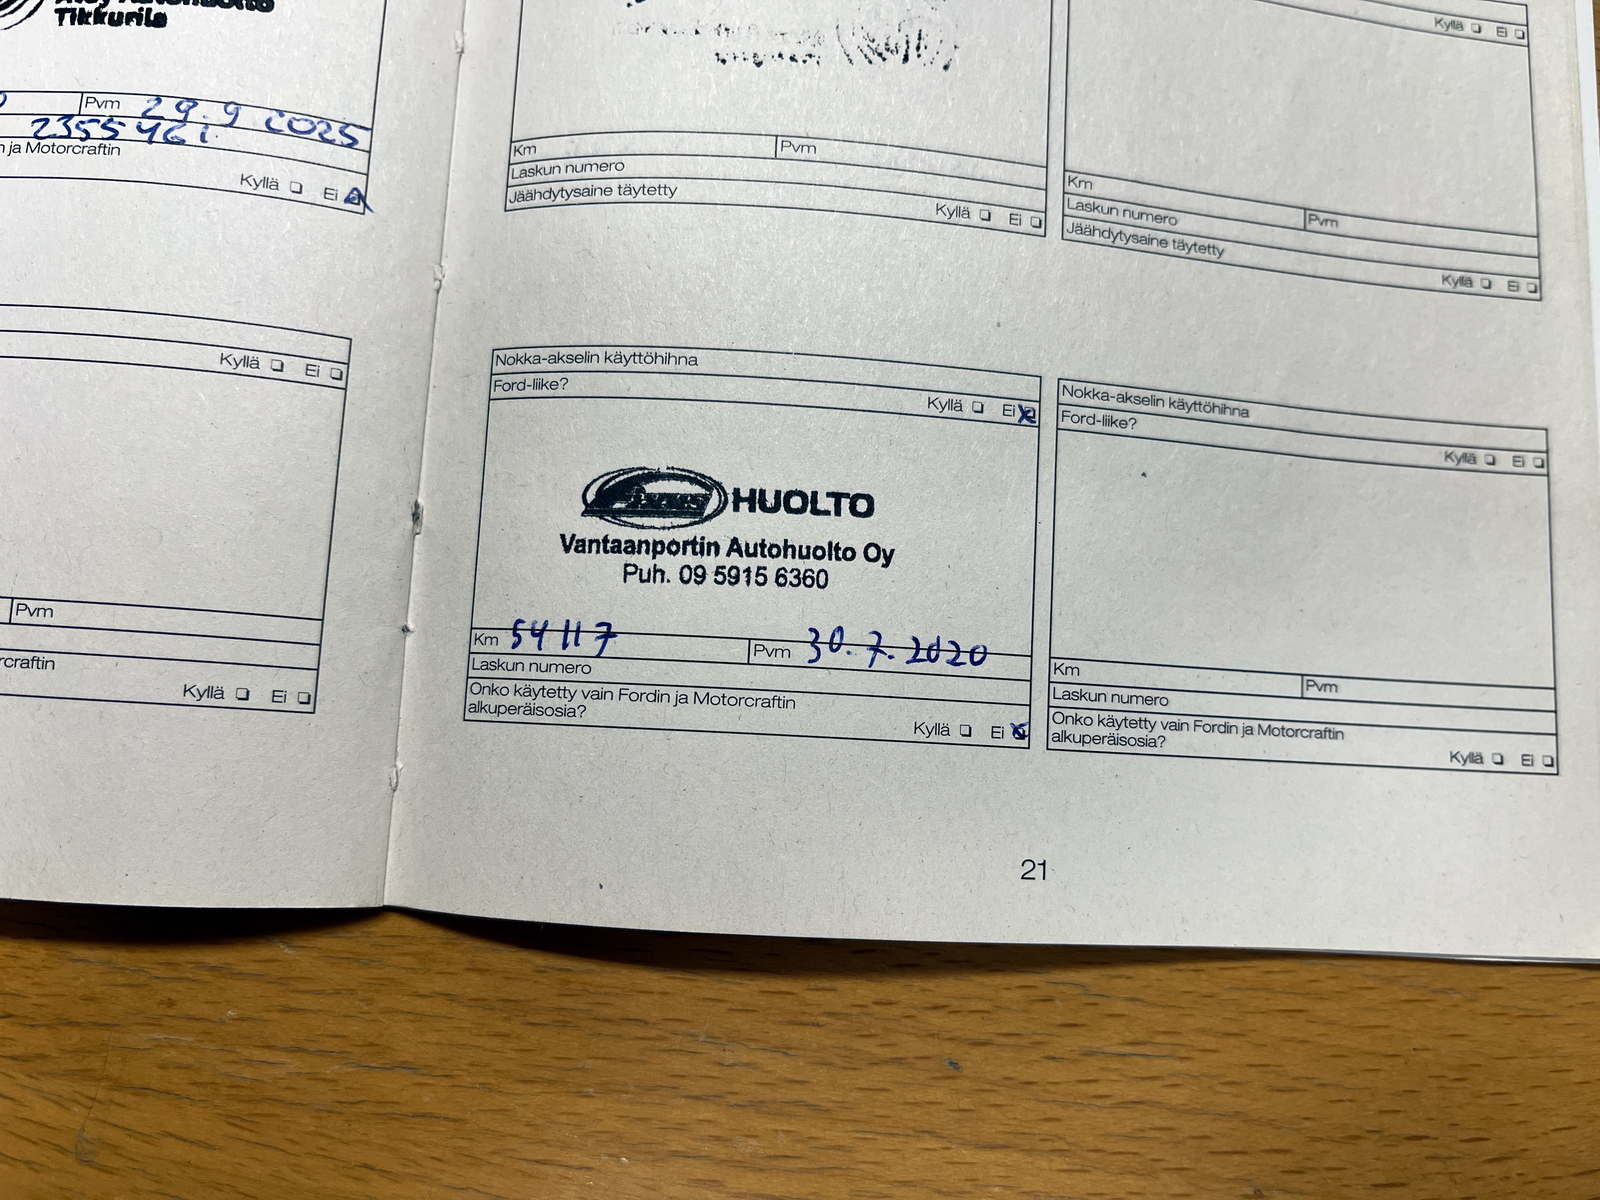 Tikkurila
Pvm 29.9 2025
2355461
n ja Motorcraftin
Kyllä Ei
Kyllä Ei
Pvm
rcraftin
Kyllä Ei
Km Pvm
Laskun numero
Jäähdytysaine täytetty
Kyllä Ei
Kyllä Ei
Km
Laskun numero Pvm
Jäähdytysaine täytetty
Kyllä Ei
Nokka-akselin käyttöhihna
Ford-liike?
Kyllä Ei
HUOLTO
Vantaanportin Autohuolto Oy
Puh. 09 5915 6360
Km 54117 Pvm 30.7.2020
Laskun numero
Onko käytetty vain Fordin ja Motorcraftin
alkuperäisosia?
Kyllä Ei
Nokka-akselin käyttöhihna
Ford-liike?
Kyllä Ei
Km Pvm
Laskun numero
Onko käytetty vain Fordin ja Motorcraftin
alkuperäisosia?
Kyllä Ei
21